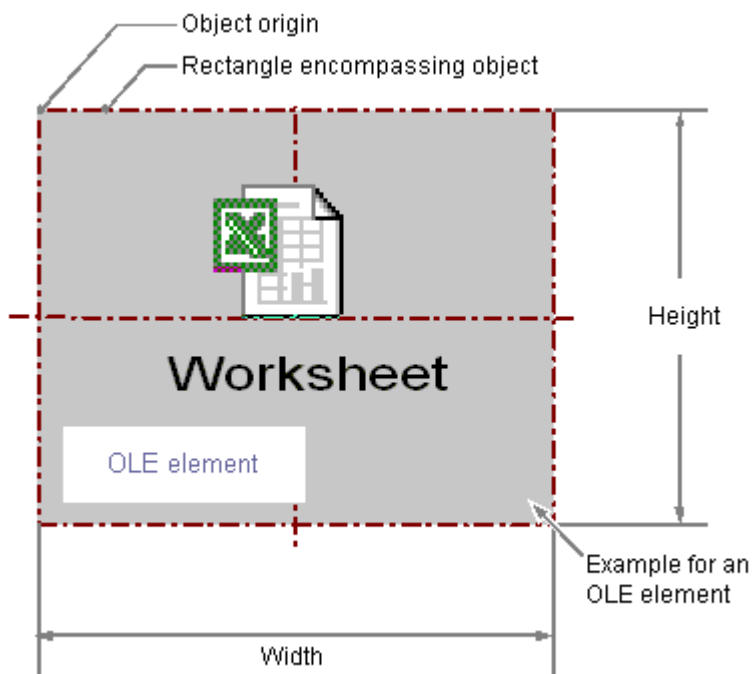 Object origin
Rectangle encompassing object
Height
Worksheet
OLE element
Example for an
OLE element
Width